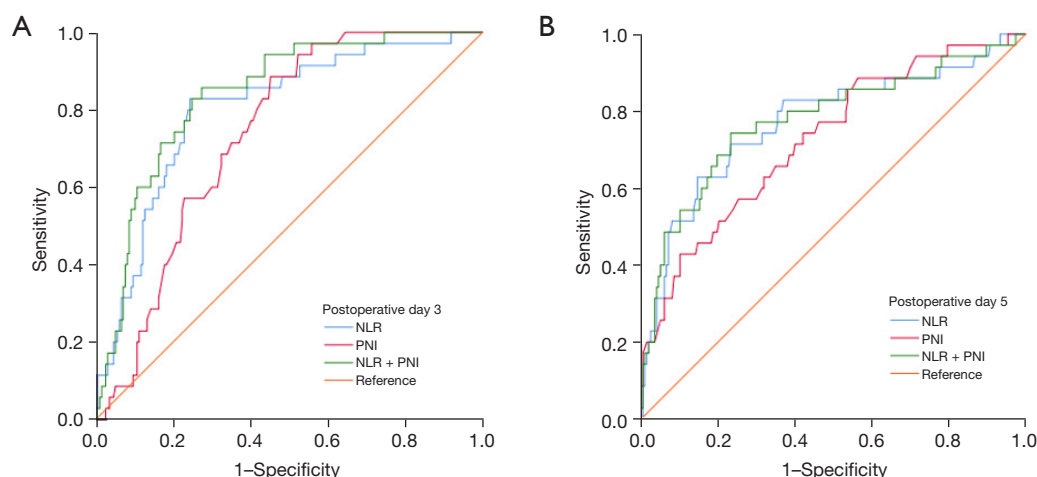 A
1.0
0.8
0.6
0.4
0.2
0.0
Sensitivity
Postoperative day 3
NLR
PNI
NLR + PNI
Reference
0.0 0.2 0.4 0.6 0.8 1.0
1–Specificity
B
1.0
0.8
0.6
0.4
0.2
0.0
Sensitivity
Postoperative day 5
NLR
PNI
NLR + PNI
Reference
0.0 0.2 0.4 0.6 0.8 1.0
1–Specificity